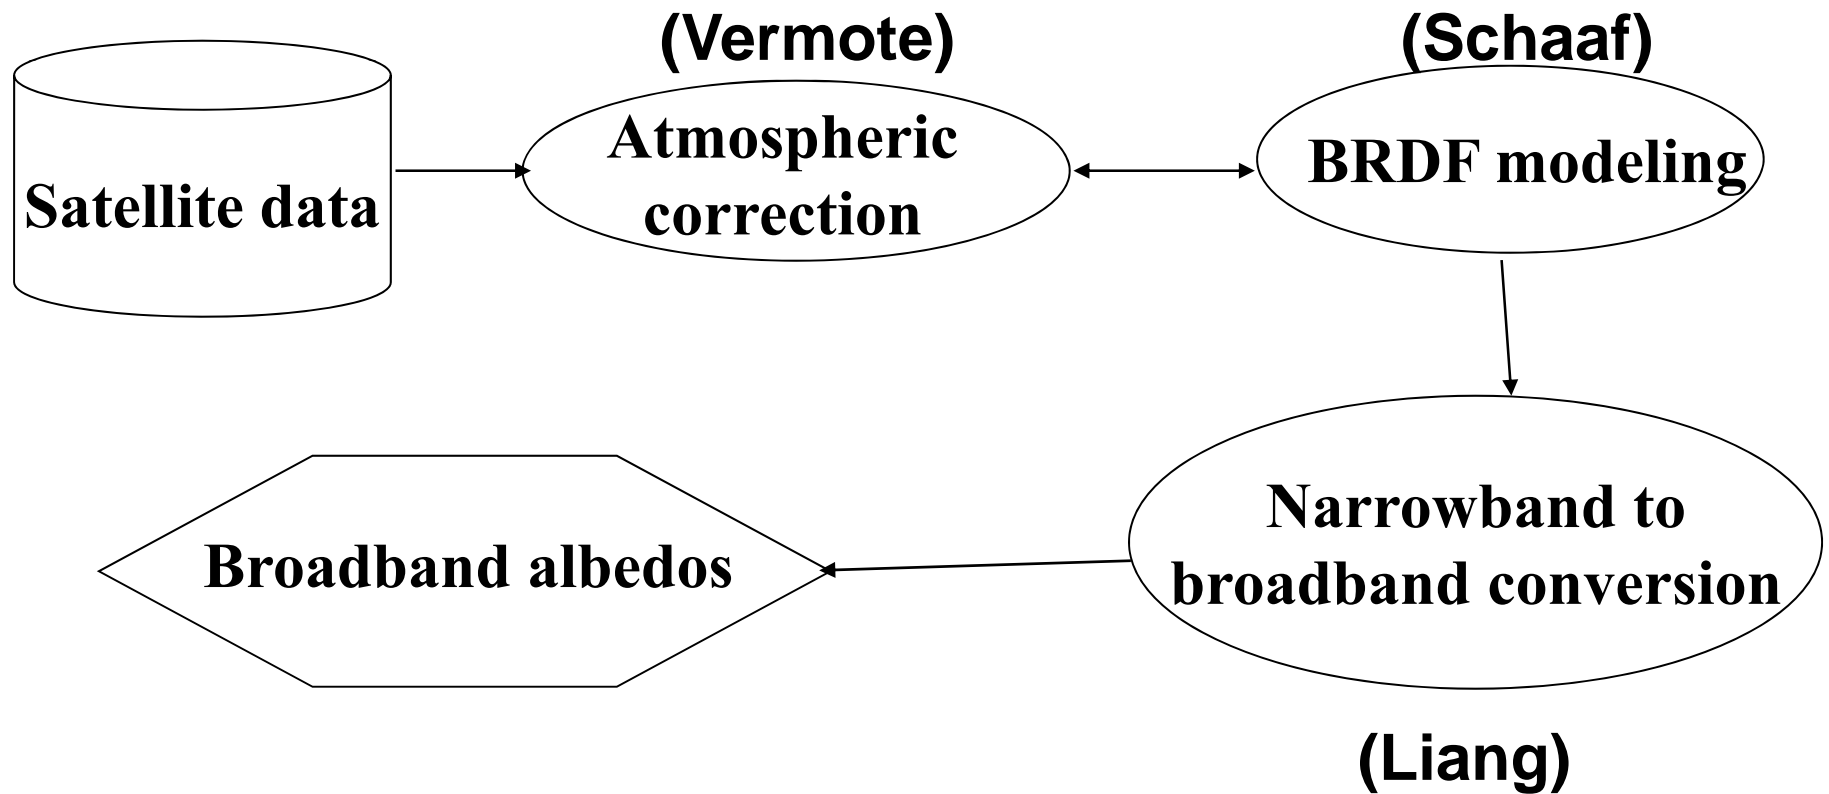 (Vermote)
(Schaaf)
Satellite data
Atmospheric
correction
BRDF modeling
Broadband albedos
Narrowband to
broadband conversion
(Liang)